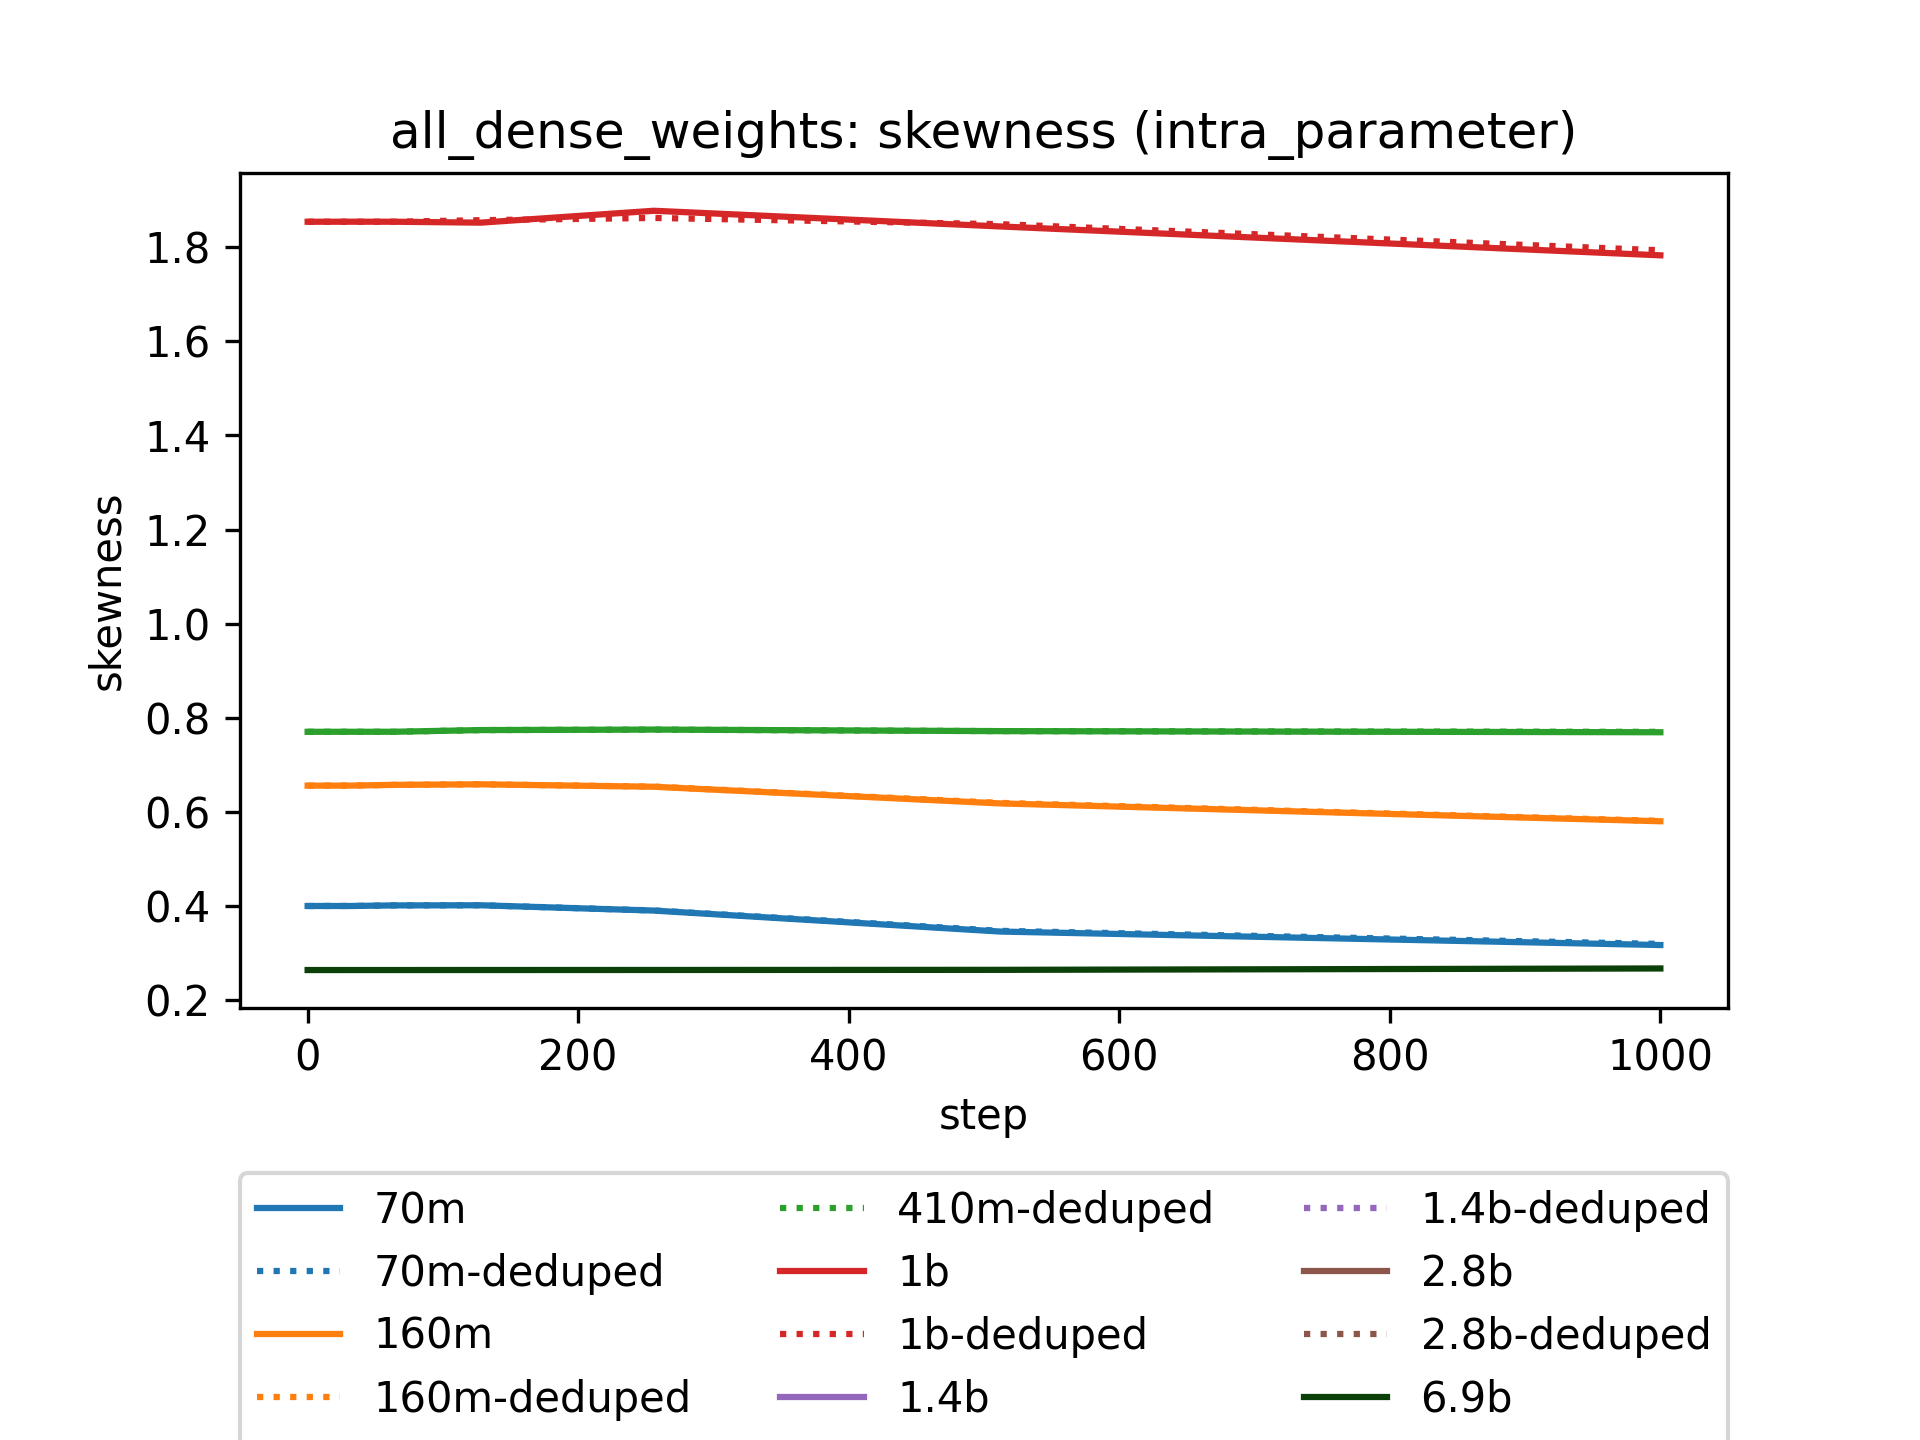 all_dense_weights: skewness (intra_parameter)
skewness
1.8
1.6
1.4
1.2
1.0
0.8
0.6
0.4
0.2
0 200 400 600 800 1000
step
70m
70m-deduped
160m
160m-deduped
410m-deduped
1b
1b-deduped
1.4b
1.4b-deduped
2.8b
2.8b-deduped
6.9b